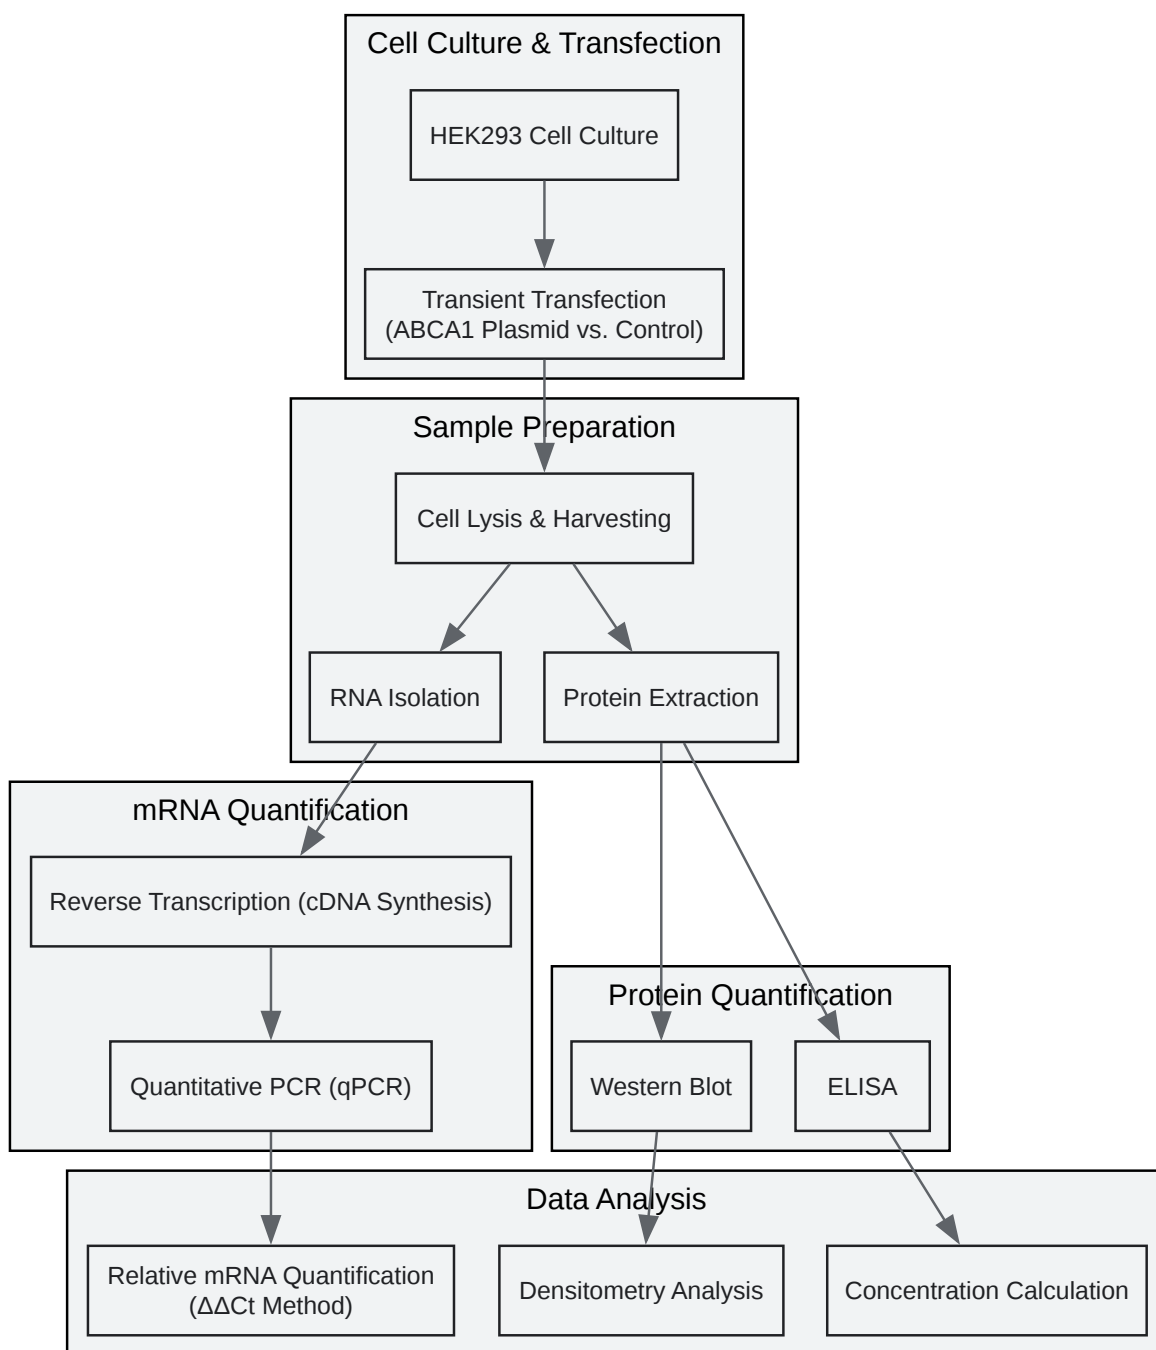 Cell Culture & Transfection
HEK293 Cell Culture
Transient Transfection
(ABCA1 Plasmid vs. Control)
Sample Preparation
Cell Lysis & Harvesting
RNA Isolation
Protein Extraction
mRNA Quantification
Reverse Transcription (cDNA Synthesis)
Protein Quantification
Quantitative PCR (qPCR)
Western Blot
ELISA
Data Analysis
Relative mRNA Quantification
(ΔΔCt Method)
Densitometry Analysis
Concentration Calculation